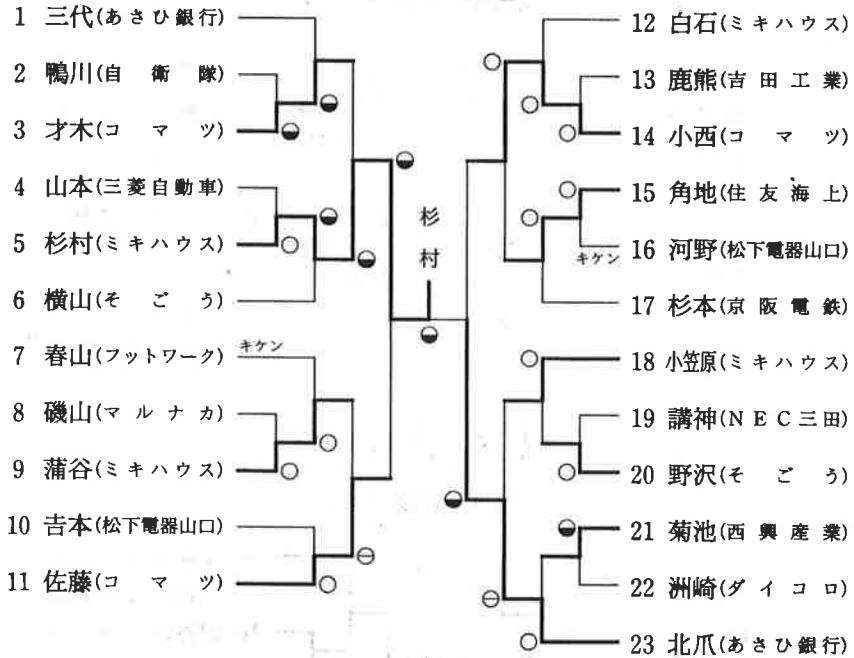 1 三代(あさひ銀行)
2 鴨川(自衛隊)
3 才木(コマツ)
4 山本(三菱自動車)
5 杉村(ミキハウス)
6 横山(そごう)
7 春山(フットワーク) キケン
8 磯山(マルナカ)
9 蒲谷(ミキハウス)
10 吉本(松下電器山口)
11 佐藤(コマツ)
杉村
12 白石(ミキハウス)
13 鹿熊(吉田工業)
14 小西(コマツ)
15 角地(住友海上)
キケン 16 河野(松下電器山口)
17 杉本(京阪電鉄)
18 小笠原(ミキハウス)
19 講神(NEC三田)
20 野沢(そごう)
21 菊池(西興産業)
22 洲崎(ダイコロ)
23 北爪(あさひ銀行)